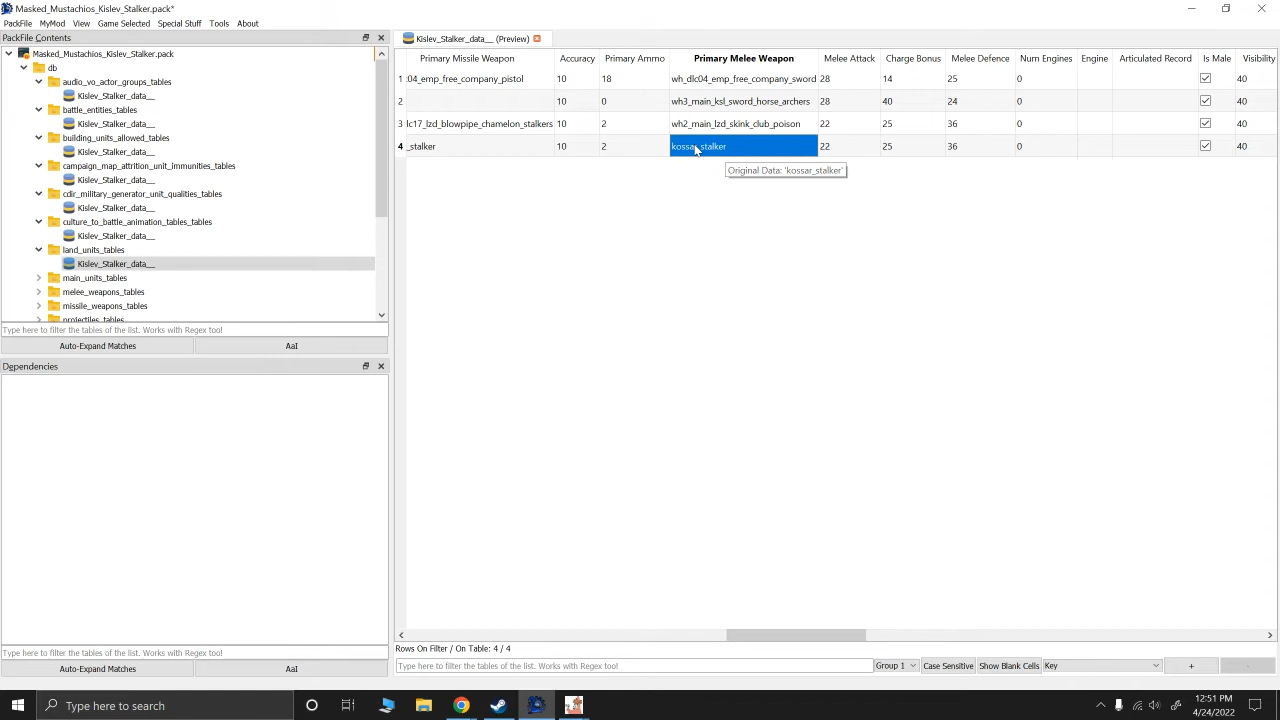 Masked_Mustachios_Kislev_Stalker.pack*
PackFile MyMod View Game Selected Special Stuff Tools About
PackFile Contents
Masked_Mustachios_Kislev_Stalker.pack
db
audio_vo_actor_groups_tables
Kislev_Stalker_data__
battle_entities_tables
Kislev_Stalker_data__
building_units_allowed_tables
Kislev_Stalker_data__
campaign_map_attrition_unit_immunities_tables
Kislev_Stalker_data__
cdir_military_generator_unit_qualities_tables
Kislev_Stalker_data__
culture_to_battle_animation_tables_tables
Kislev_Stalker_data__
land_units_tables
Kislev_Stalker_data__
main_units_tables
melee_weapons_tables
missile_weapons_tables
projectiles_tables
Type here to filter the tables of the list. Works with Regex too!
Auto-Expand Matches AaI
Dependencies
Type here to filter the tables of the list. Works with Regex too!
Auto-Expand Matches AaI
Kislev_Stalker_data__ (Preview)
Primary Missile Weapon Accuracy Primary Ammo Primary Melee Weapon Melee Attack Charge Bonus Melee Defence Num Engines Engine Articulated Record Is Male Visibility
1 :04_emp_free_company_pistol 10 18 wh_dlc04_emp_free_company_sword 28 14 25 0 40
2 10 0 wh3_main_ksl_sword_horse_archers 28 40 24 0 40
3 lc17_lzd_blowpipe_chamelon_stalkers 10 2 wh2_main_lzd_skink_club_poison 22 25 36 0 40
4 _stalker 10 2 kossar_stalker 22 25 36 0 40
Original Data: 'kossar_stalker'
Rows On Filter / On Table: 4 / 4
Type here to filter the tables of the list. Works with Regex too! Group 1 Case Sensitive Show Blank Cells Key + -
Type here to search
12:51 PM
4/24/2022